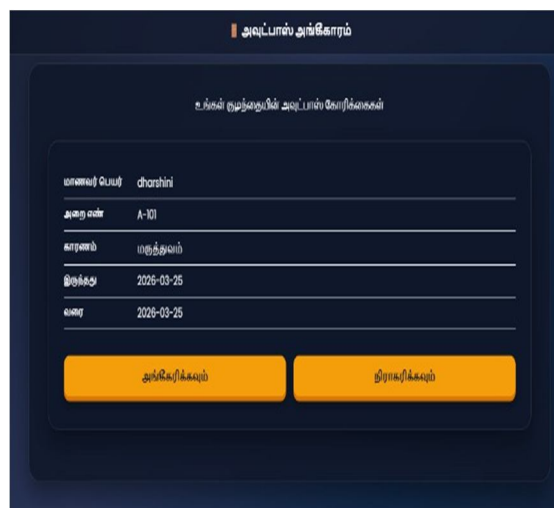 அவுட்பாஸ் அங்கீகாரம்
உங்கள் குழந்தையின் அவுட்பாஸ் கோரிக்கைகள்
மாணவர் பெயர் dharshini
அறை எண் A-101
காரணம் மருத்துவம்
இருந்தது 2026-03-25
வரை 2026-03-25
அங்கீகரிக்கவும் நிராகரிக்கவும்